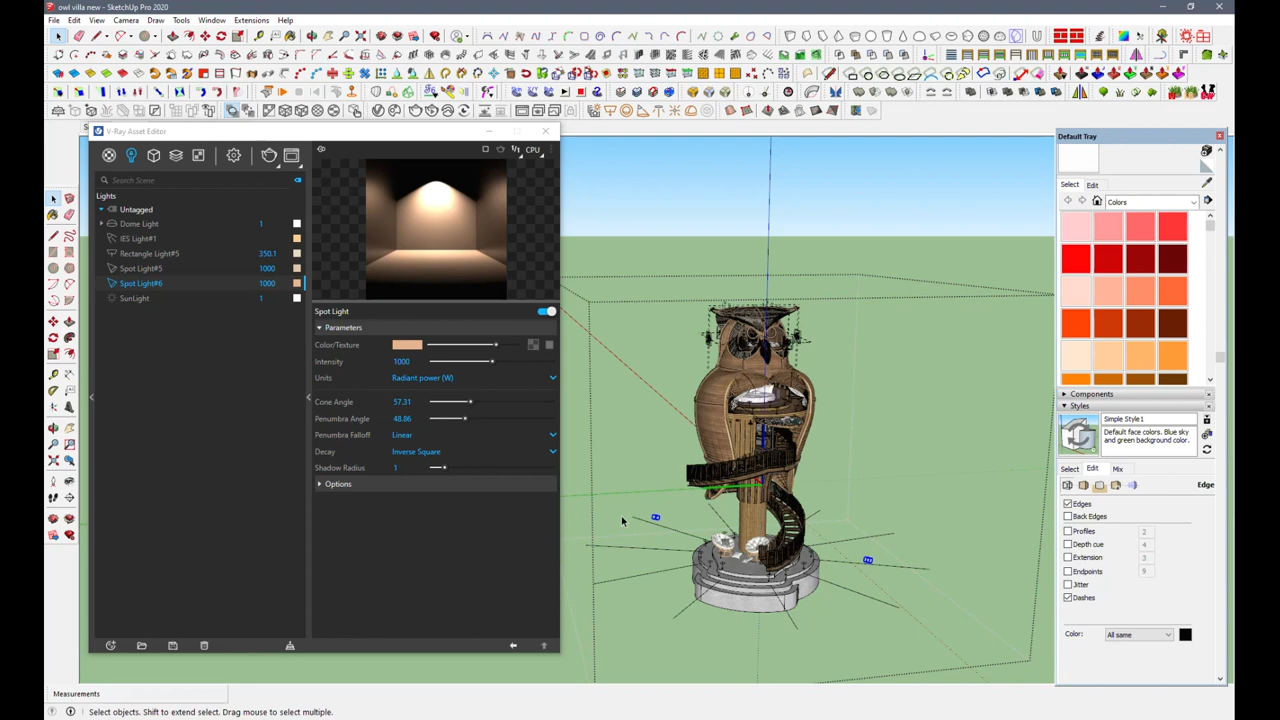 owl villa new - SketchUp Pro 2020
File Edit View Camera Draw Tools Window Extensions Help
V-Ray Asset Editor
Search Scene
Lights
Untagged
Dome Light 1
IES Light#1
Rectangle Light#5 350.1
Spot Light#5 1000
Spot Light#6 1000
SunLight 1
CPU
Spot Light
Parameters
Color/Texture
Intensity 1000
Units Radiant power (W)
Cone Angle 57.31
Penumbra Angle 48.86
Penumbra Falloff Linear
Decay Inverse Square
Shadow Radius 1
Options
Default Tray
Select Edit
Colors
Components
Styles
Simple Style1
Default face colors. Blue sky
and green background color.
Select Edit Mix
Edge
Edges
Back Edges
Profiles 2
Depth cue 4
Extension 3
Endpoints 9
Jitter
Dashes
Color: All same
Measurements
Select objects. Shift to extend select. Drag mouse to select multiple.